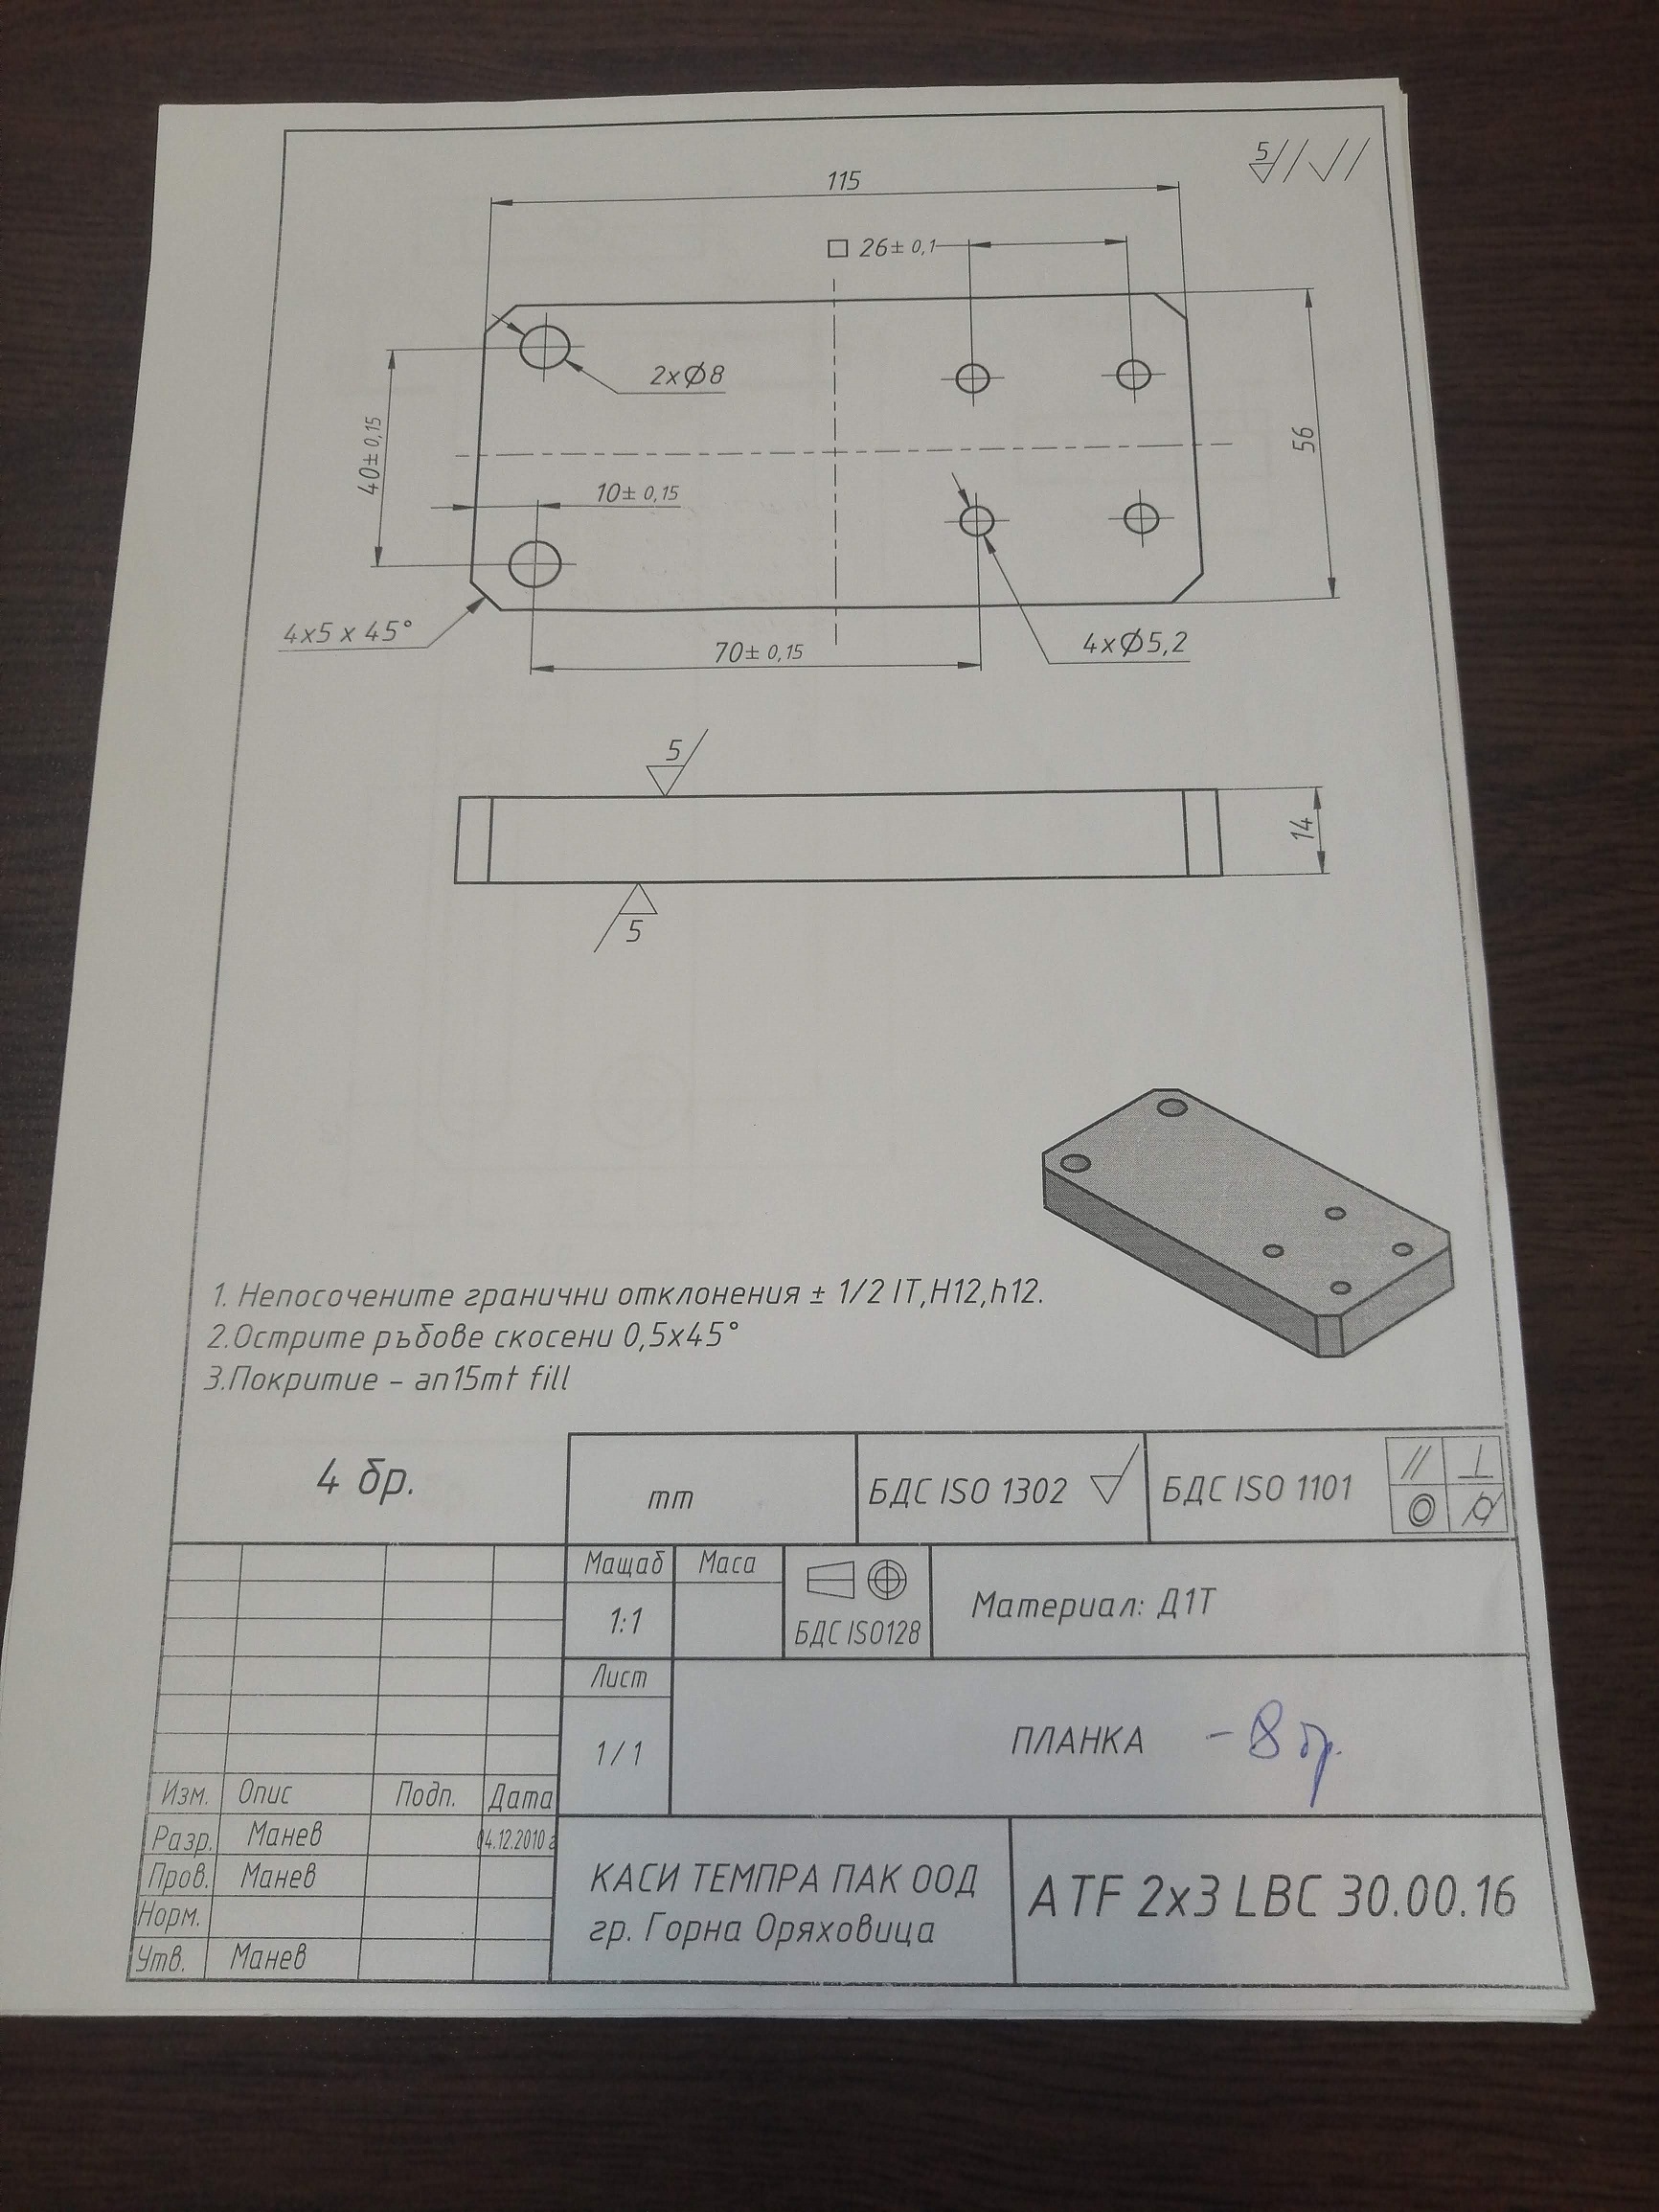 5
115
□ 26± 0,1
2xØ8
40± 0,15
56
10± 0,15
4x5 x 45°
70± 0,15
4xØ5,2
5
14
5
1. Непосочените гранични отклонения ± 1/2 IT,H12,h12.
2.Острите ръбове скосени 0,5x45°
3.Покритие - an15mt fill
4 бр.
mm
БДС ISO 1302
БДС ISO 1101
Мащаб
Маса
1:1
БДС ISO128
Материал: Д1Т
Лист
1/1
ПЛАНКА - 8 бр.
Изм. Опис Подп. Дата
Разр. Манев 04.12.2010 г
Пров. Манев
Норм.
Утв. Манев
КАСИ ТЕМПРА ПАК ООД
гр. Горна Оряховица
ATF 2x3 LBC 30.00.16